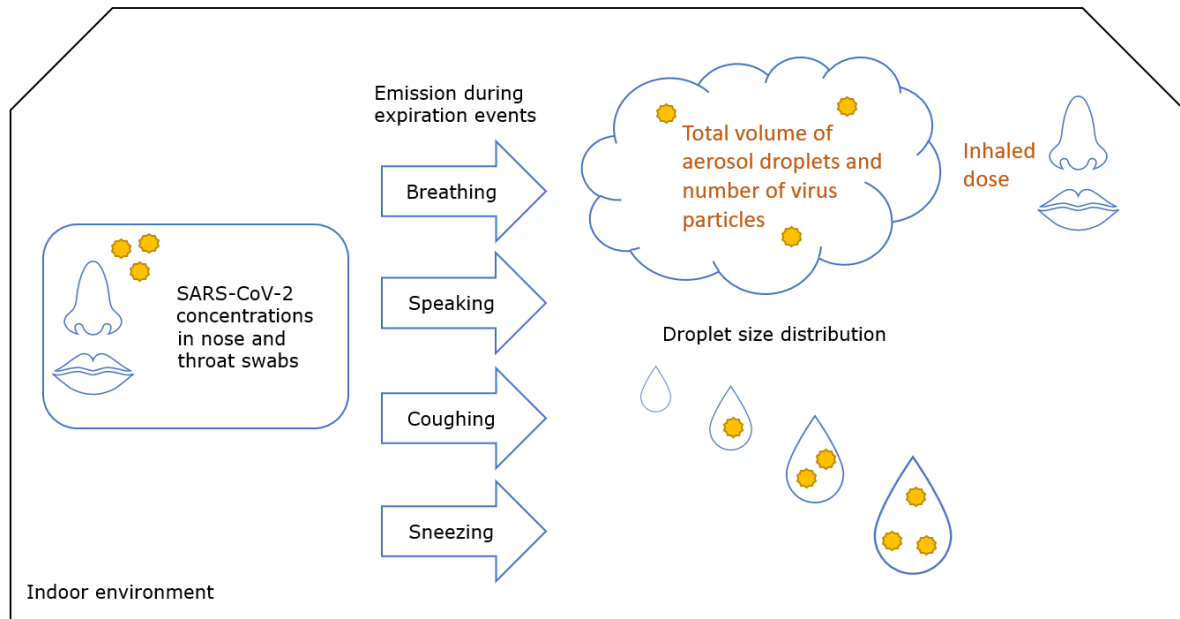 Emission during
expiration events
Breathing
Speaking
Coughing
Sneezing
SARS-CoV-2
concentrations
in nose and
throat swabs
Total volume of
aerosol droplets and
number of virus
particles
Inhaled
dose
Droplet size distribution
Indoor environment